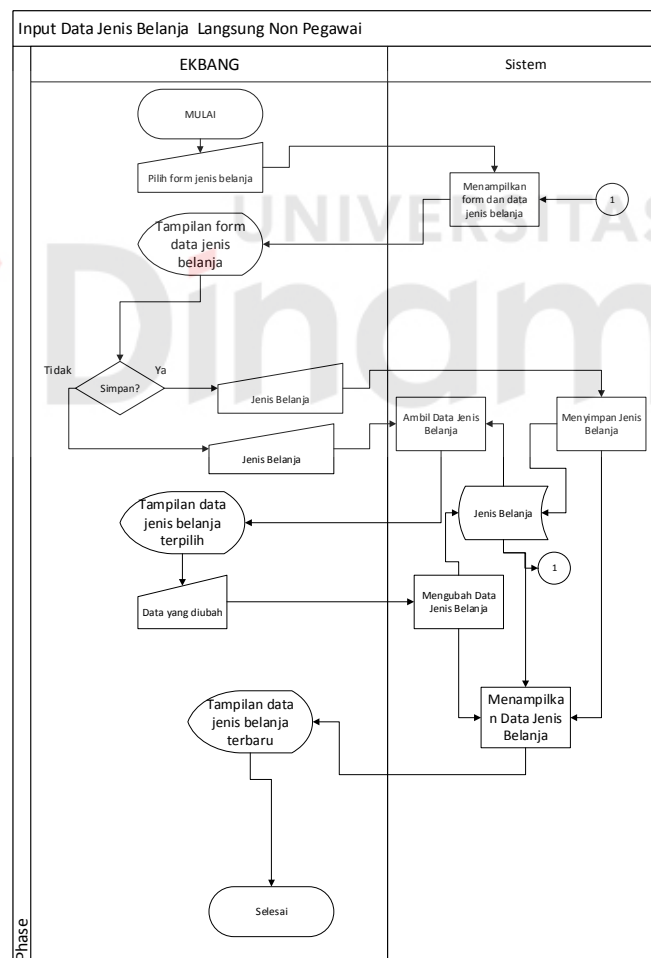 Input Data Jenis Belanja Langsung Non Pegawai
EKBANG
Sistem
MULAI
Pilih form jenis belanja
Menampilkan
form dan data
jenis belanja
1
UNIVERSITAS
Tampilan form
data jenis
belanja
Dinam
Tidak
Ya
Simpan?
Jenis Belanja
Ambil Data Jenis
Belanja
Menyimpan Jenis
Belanja
Jenis Belanja
Tampilan data
jenis belanja
terpilih
Jenis Belanja
1
Data yang diubah
Mengubah Data
Jenis Belanja
Tampilan data
jenis belanja
terbaru
Menampilka
n Data Jenis
Belanja
Selesai
Phase